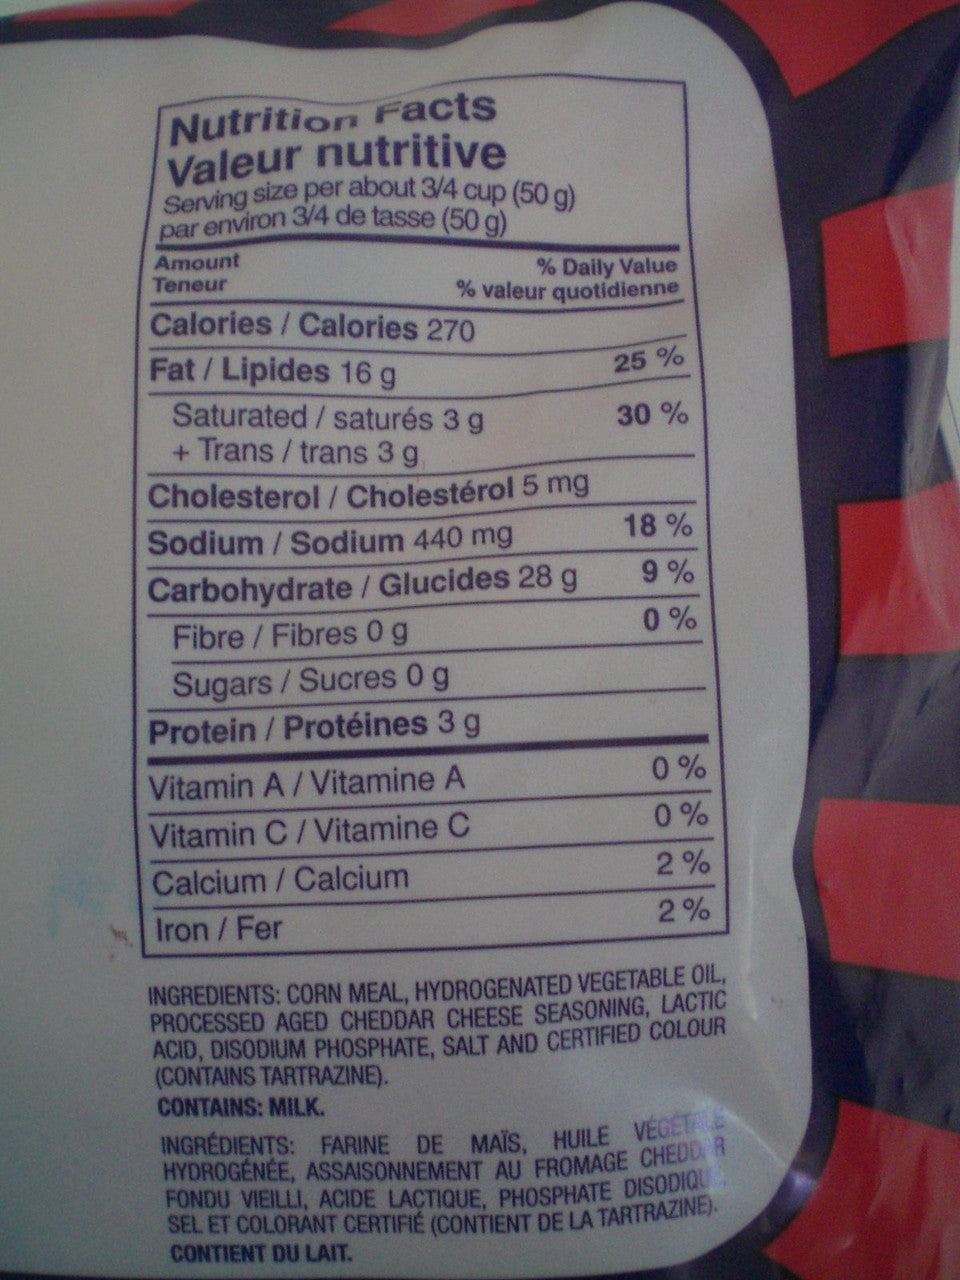 Nutrition Facts
Valeur nutritive
Serving size per about 3/4 cup (50 g)
par environ 3/4 de tasse (50 g)
Amount
Teneur
% Daily Value
% valeur quotidienne
Calories / Calories 270
Fat / Lipides 16 g 25 %
Saturated / saturés 3 g 30 %
+ Trans / trans 3 g
Cholesterol / Cholestérol 5 mg
Sodium / Sodium 440 mg 18 %
Carbohydrate / Glucides 28 g 9 %
Fibre / Fibres 0 g 0 %
Sugars / Sucres 0 g
Protein / Protéines 3 g
Vitamin A / Vitamine A 0 %
Vitamin C / Vitamine C 0 %
Calcium / Calcium 2 %
Iron / Fer 2 %
INGREDIENTS: CORN MEAL, HYDROGENATED VEGETABLE OIL,
PROCESSED AGED CHEDDAR CHEESE SEASONING, LACTIC
ACID, DISODIUM PHOSPHATE, SALT AND CERTIFIED COLOUR
(CONTAINS TARTRAZINE).
CONTAINS: MILK.
INGRÉDIENTS: FARINE DE MAÏS, HUILE VÉGÉTALE
HYDROGÉNÉE, ASSAISONNEMENT AU FROMAGE CHEDDAR
FONDU VIEILLI, ACIDE LACTIQUE, PHOSPHATE DISODIQUE,
SEL ET COLORANT CERTIFIÉ (CONTIENT DE LA TARTRAZINE).
CONTIENT DU LAIT.